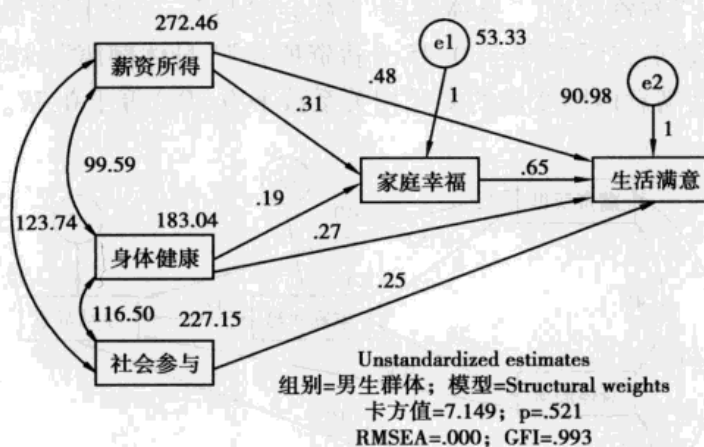 272.46
薪资所得
e1
53.33
.48
.31
1
e2
90.98
1
99.59
家庭幸福
.65
生活满意
.19
123.74
183.04
身体健康
.27
.25
116.50
227.15
社会参与
Unstandardized estimates
组别=男生群体；模型=Structural weights
卡方值=7.149；p=.521
RMSEA=.000；GFI=.993